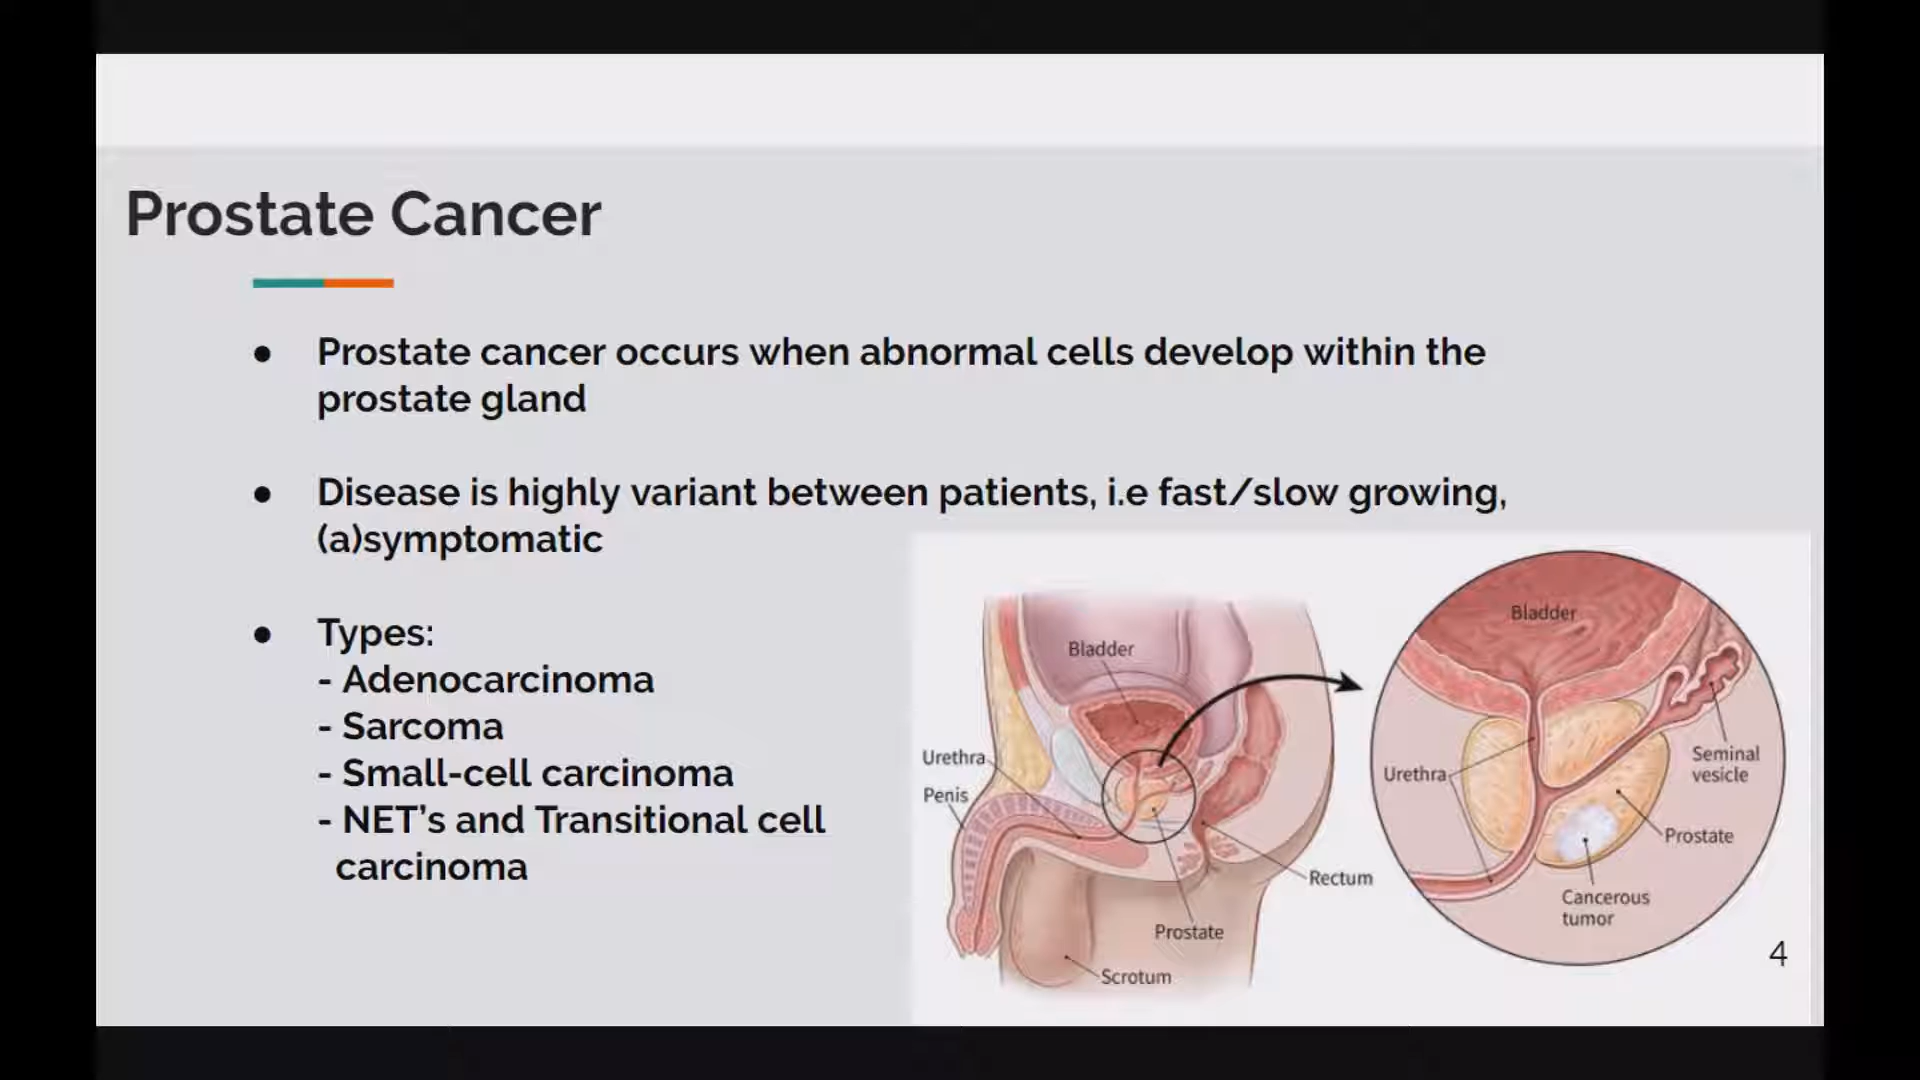 Prostate Cancer
● Prostate cancer occurs when abnormal cells develop within the
prostate gland
● Disease is highly variant between patients, i.e fast/slow growing,
(a)symptomatic
● Types:
- Adenocarcinoma
- Sarcoma
- Small-cell carcinoma
- NET's and Transitional cell
carcinoma
Bladder
Urethra
Penis
Rectum
Prostate
Scrotum
Bladder
Seminal
vesicle
Urethra
Prostate
Cancerous
tumor
4